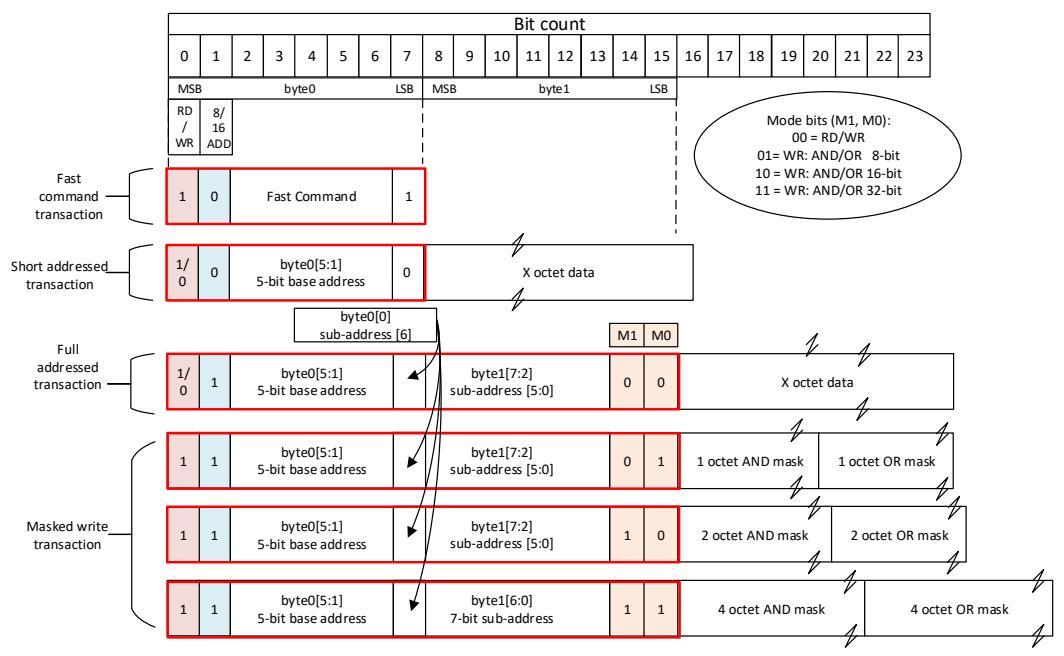 Bit count
0 1 2 3 4 5 6 7 8 9 10 11 12 13 14 15 16 17 18 19 20 21 22 23
MSB byte0 LSB MSB byte1 LSB
RD
/
WR
8/
16
ADD
Mode bits (M1, M0):
00 = RD/WR
01= WR: AND/OR 8-bit
10 = WR: AND/OR 16-bit
11 = WR: AND/OR 32-bit
Fast
command
transaction
1 0 Fast Command 1
Short addressed
transaction
1/
0
0
byte0[5:1]
5-bit base address
0
X octet data
byte0[0]
sub-address [6]
M1 M0
Full
addressed
transaction
1/
0
1
byte0[5:1]
5-bit base address
byte1[7:2]
sub-address [5:0]
0 0
X octet data
Masked write
transaction
1 1
byte0[5:1]
5-bit base address
byte1[7:2]
sub-address [5:0]
0 1
1 octet AND mask
1 octet OR mask
1 1
byte0[5:1]
5-bit base address
byte1[7:2]
sub-address [5:0]
1 0
2 octet AND mask
2 octet OR mask
1 1
byte0[5:1]
5-bit base address
byte1[6:0]
7-bit sub-address
1 1
4 octet AND mask
4 octet OR mask